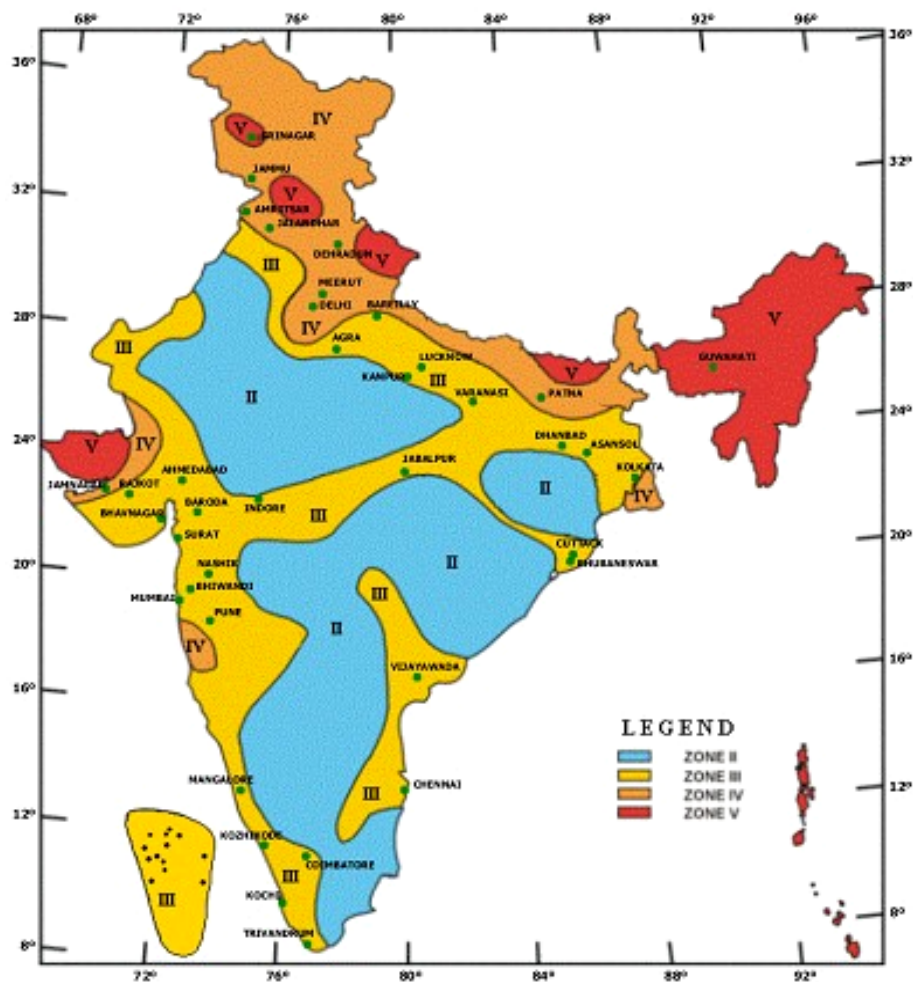 68° 72° 76° 80° 84° 88° 92° 96°
36° 36°
IV
V
SRINAGAR
JAMMU
32° 32°
V
AMRITSAR
JALANDHAR
DEHRADUN V
III
MEERUT
28° DELHI BAREILLY 28°
IV
V
III
AGRA
LUCKNOW
GUWAHATI
KANPUR III
V
VARANASI PATNA
II
24° 24°
V IV
DHANBAD ASANSOL
JABALPUR
AHMEDABAD
KOLKATA
JAMNAGAR RAJKOT
II
IV
BARODA INDORE
BHAVNAGAR
III
SURAT
CUTTACK
20° 20°
NASHIK
II
BHUBANESWAR
BHIWANDI
MUMBAI
III
PUNE
II
IV
VIJAYAWADA
16° 16°
LEGEND
ZONE II
ZONE III
ZONE IV
ZONE V
MANGALORE
CHENNAI
12° III 12°
KOZHIKODE
COIMBATORE
III
III
KOCHI
8° TRIVANDRUM 8°
72° 76° 80° 84° 88° 92°